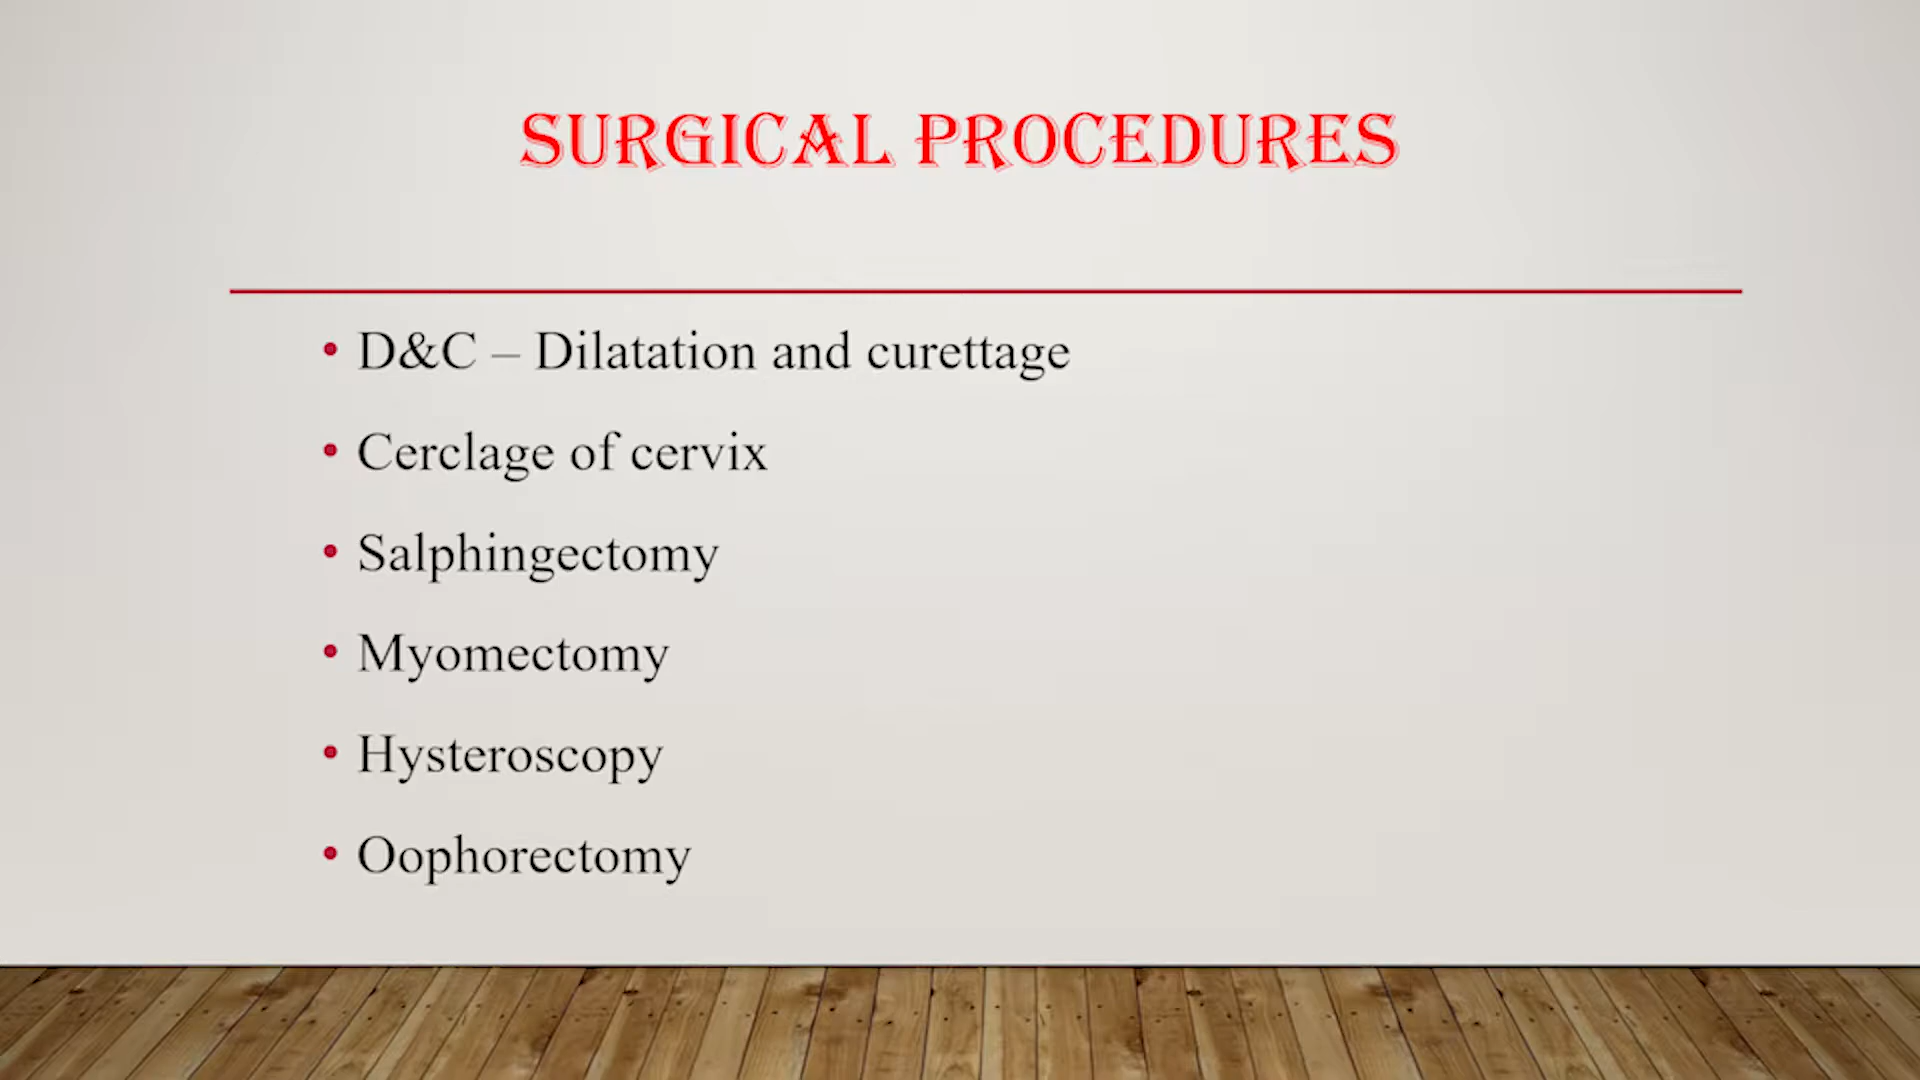 SURGICAL PROCEDURES
• D&C – Dilatation and curettage
• Cerclage of cervix
• Salphingectomy
• Myomectomy
• Hysteroscopy
• Oophorectomy